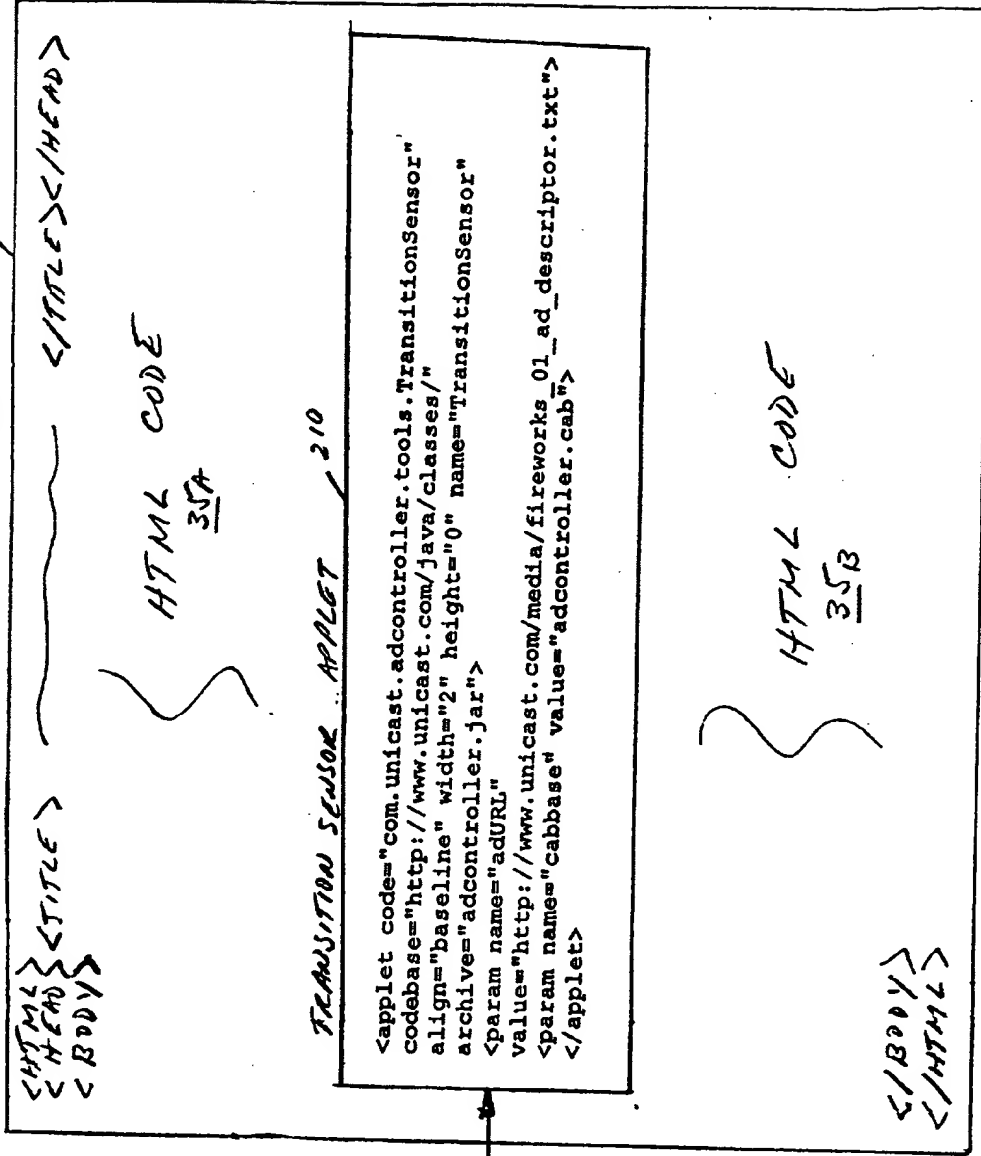 <HTML>
<HEAD> <TITLE> </TITLE></HEAD>
<BODY>
HTML CODE
35A
TRANSITION SENSOR APPLET 210
<applet code="com.unicast.adcontroller.tools.TransitionSensor"
codebase="http://www.unicast.com/java/classes/"
align="baseline" width="2" height="0" name="TransitionSensor"
archive="adcontroller.jar">
<param name="adURL"
value="http://www.unicast.com/media/fireworks_01_ad_descriptor.txt">
<param name="cabbase" value="adcontroller.cab">
</applet>
HTML CODE
35B
</BODY>
</HTML>